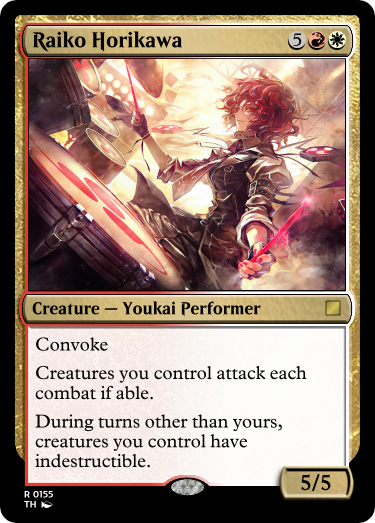 Raiko Horikawa 5
Creature — Youkai Performer
Convoke
Creatures you control attack each
combat if able.
During turns other than yours,
creatures you control have
indestructible.
5/5
R 0155
TH